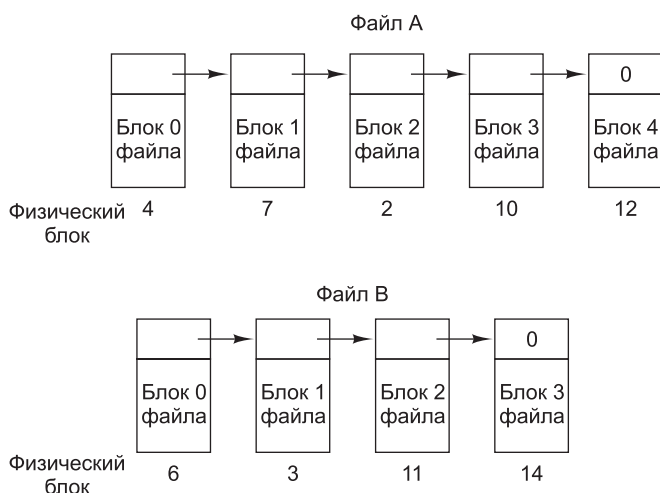 Файл A
0
Блок 0 Блок 1 Блок 2 Блок 3 Блок 4
файла файла файла файла файла
Физический 4 7 2 10 12
блок
Файл B
0
Блок 0 Блок 1 Блок 2 Блок 3
файла файла файла файла
Физический 6 3 11 14
блок